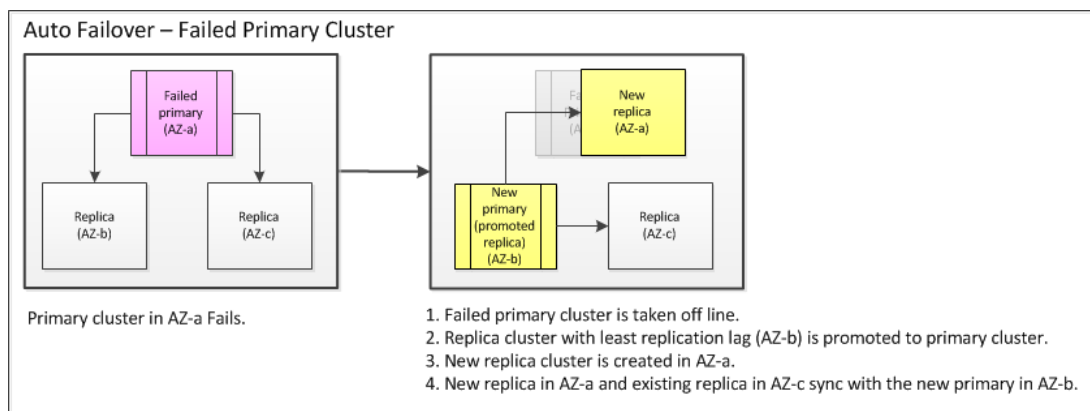 Auto Failover – Failed Primary Cluster
Failed
primary
(AZ-a)
Replica
(AZ-b)
Replica
(AZ-c)
Fa
New
replica
(AZ-a)
New
primary
(promoted
replica)
(AZ-b)
Replica
(AZ-c)
Primary cluster in AZ-a Fails.
1. Failed primary cluster is taken off line.
2. Replica cluster with least replication lag (AZ-b) is promoted to primary cluster.
3. New replica cluster is created in AZ-a.
4. New replica in AZ-a and existing replica in AZ-c sync with the new primary in AZ-b.